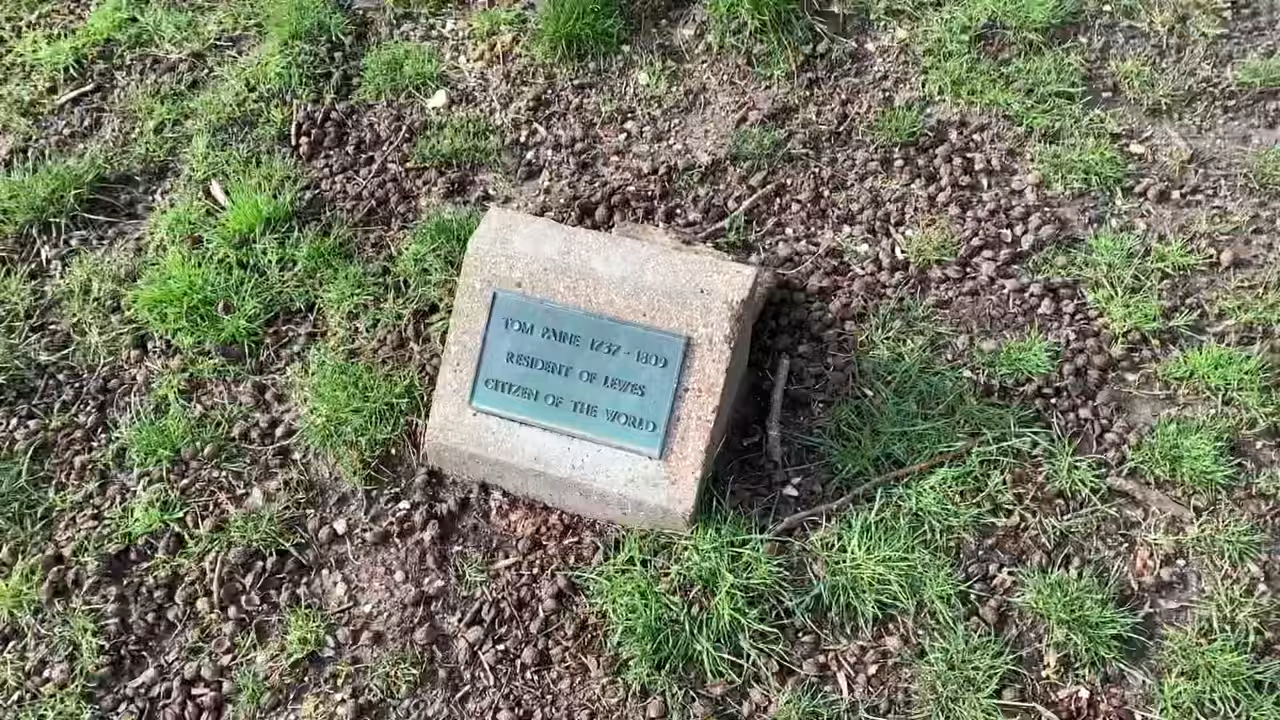 TOM PAINE 1737 - 1809
RESIDENT OF LEWES
CITIZEN OF THE WORLD